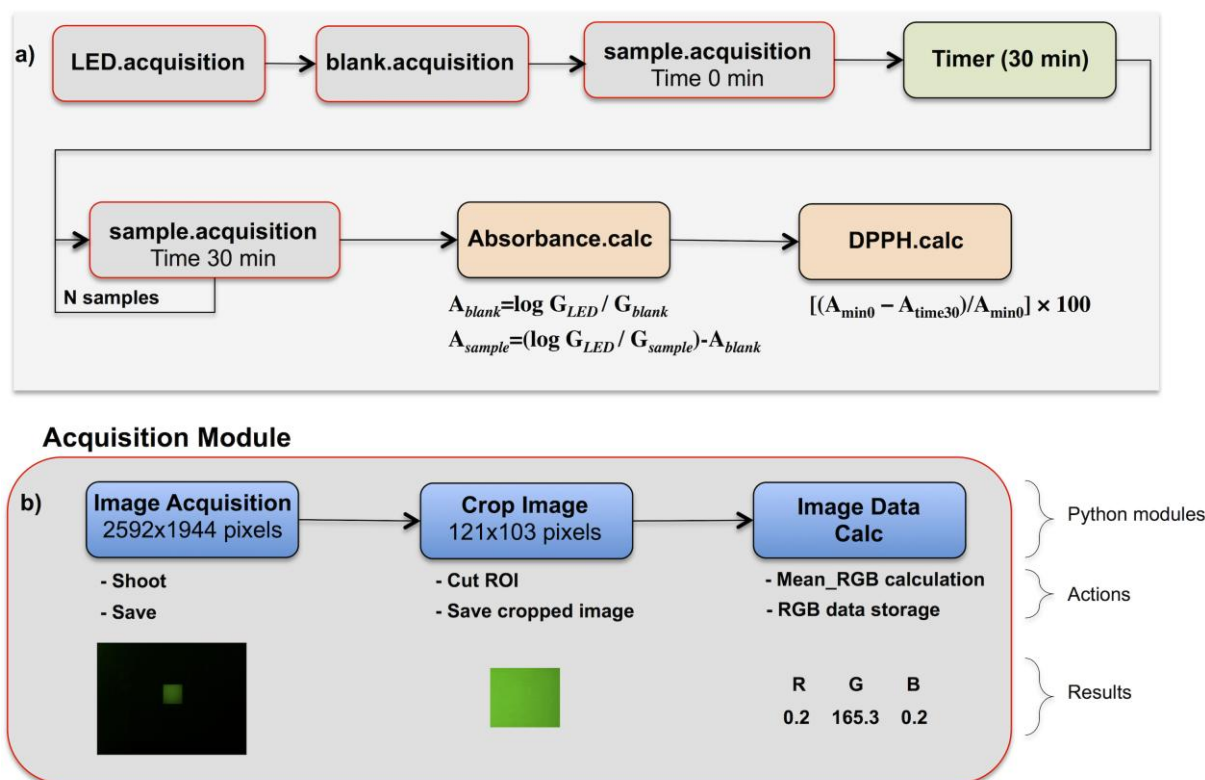 a)
LED.acquisition
blank.acquisition
sample.acquisition
Time 0 min
Timer (30 min)
sample.acquisition
Time 30 min
N samples
Absorbance.calc
DPPH.calc
A_blank=log G_LED / G_blank
A_sample=(log G_LED / G_sample)-A_blank
[(A_min0 – A_time30)/A_min0] × 100
Acquisition Module
b)
Image Acquisition
2592x1944 pixels
Crop Image
121x103 pixels
Image Data
Calc
Python modules
- Shoot
- Save
- Cut ROI
- Save cropped image
- Mean_RGB calculation
- RGB data storage
Actions
R G B
0.2 165.3 0.2
Results